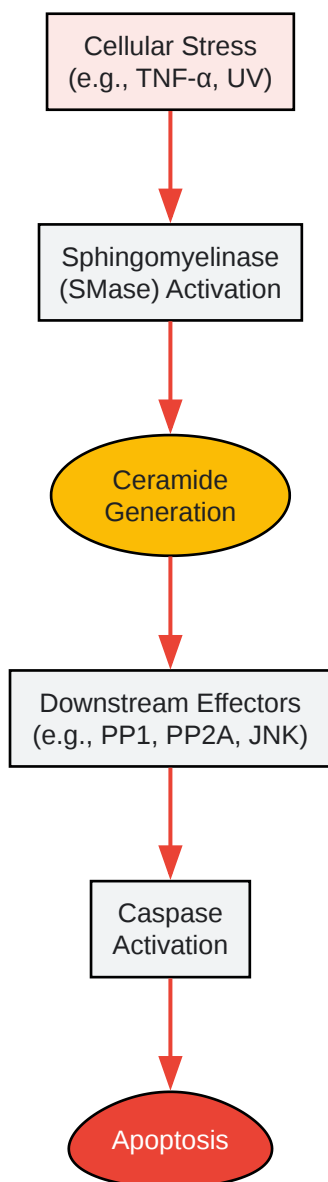 Cellular Stress
(e.g., TNF-α, UV)
Sphingomyelinase
(SMase) Activation
Ceramide
Generation
Downstream Effectors
(e.g., PP1, PP2A, JNK)
Caspase
Activation
Apoptosis